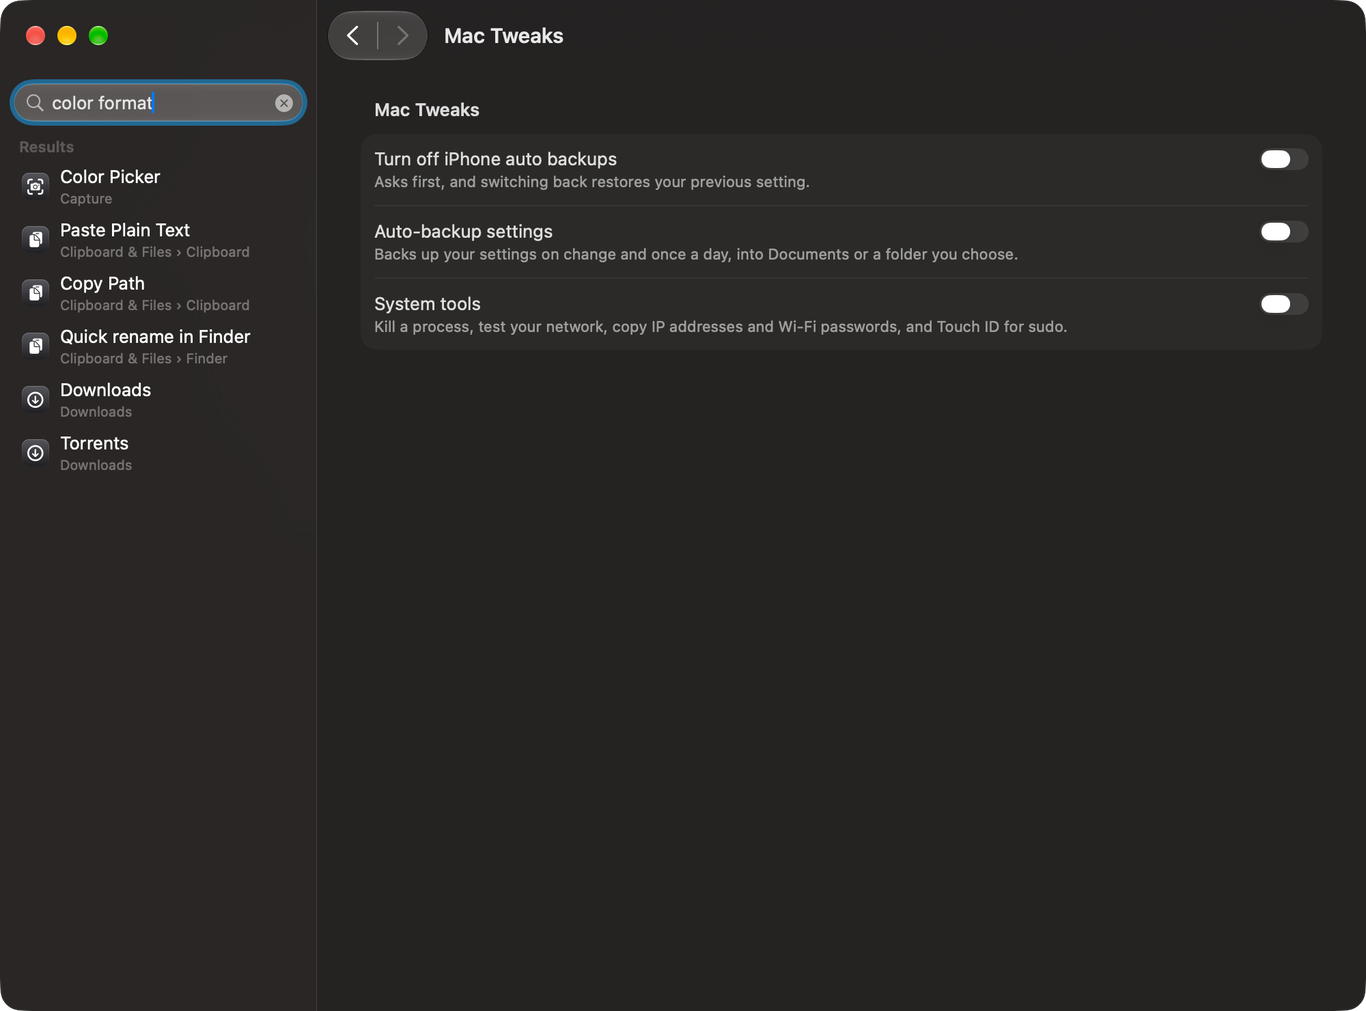 Mac Tweaks
color format
Results
Color Picker
Capture
Paste Plain Text
Clipboard & Files › Clipboard
Copy Path
Clipboard & Files › Clipboard
Quick rename in Finder
Clipboard & Files › Finder
Downloads
Downloads
Torrents
Downloads
Mac Tweaks
Turn off iPhone auto backups
Asks first, and switching back restores your previous setting.
Auto-backup settings
Backs up your settings on change and once a day, into Documents or a folder you choose.
System tools
Kill a process, test your network, copy IP addresses and Wi-Fi passwords, and Touch ID for sudo.